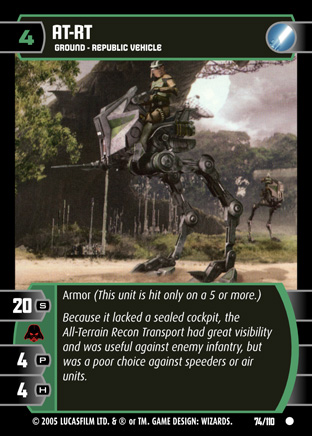 4
AT-RT
GROUND - REPUBLIC VEHICLE
20 S
4 P
4 H
Armor (This unit is hit only on a 5 or more.)
Because it lacked a sealed cockpit, the
All-Terrain Recon Transport had great visibility
and was useful against enemy infantry, but
was a poor choice against speeders or air
units.
© 2005 LUCASFILM LTD. & ® or TM. GAME DESIGN: WIZARDS.
74/110